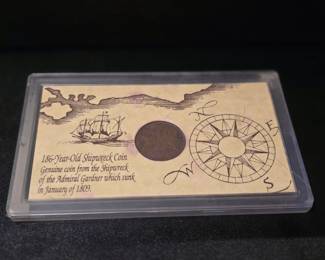 N
E
186-Year-Old Shipwreck Coin
Genuine coin from the Shipwreck
of the Admiral Gardner which sunk
in January of 1809.
W
S